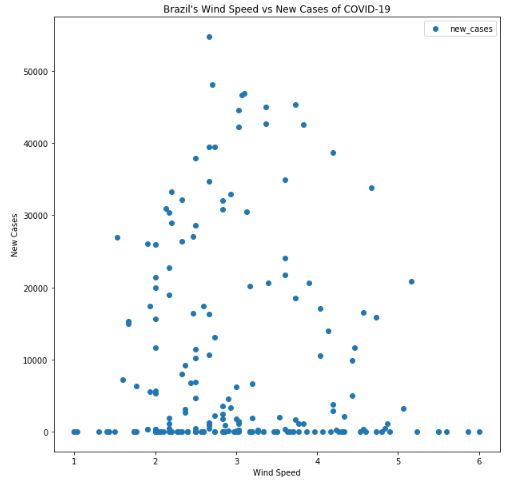 Brazil's Wind Speed vs New Cases of COVID-19
new_cases
New Cases
50000
40000
30000
20000
10000
0
1 2 3 4 5 6
Wind Speed